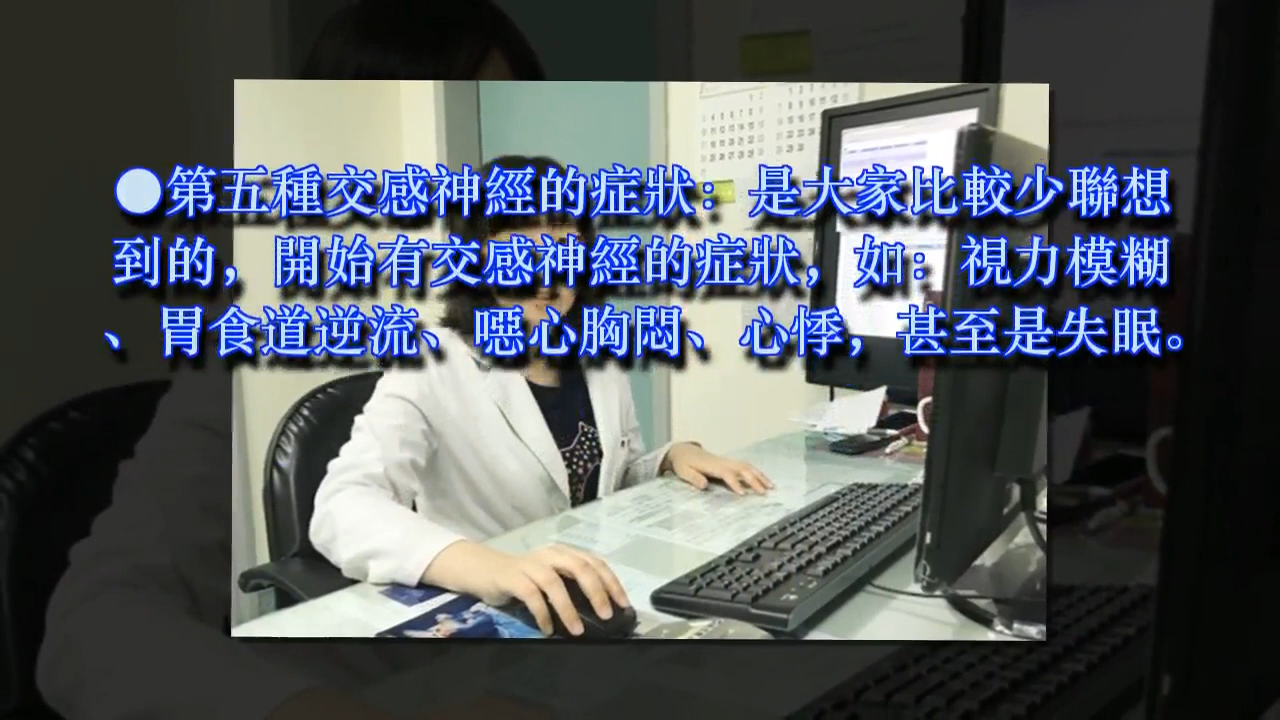 ●第五種交感神經的症狀：是大家比較少聯想
到的，開始有交感神經的症狀，如：視力模糊
、胃食道逆流、噁心胸悶、心悸，甚至是失眠。